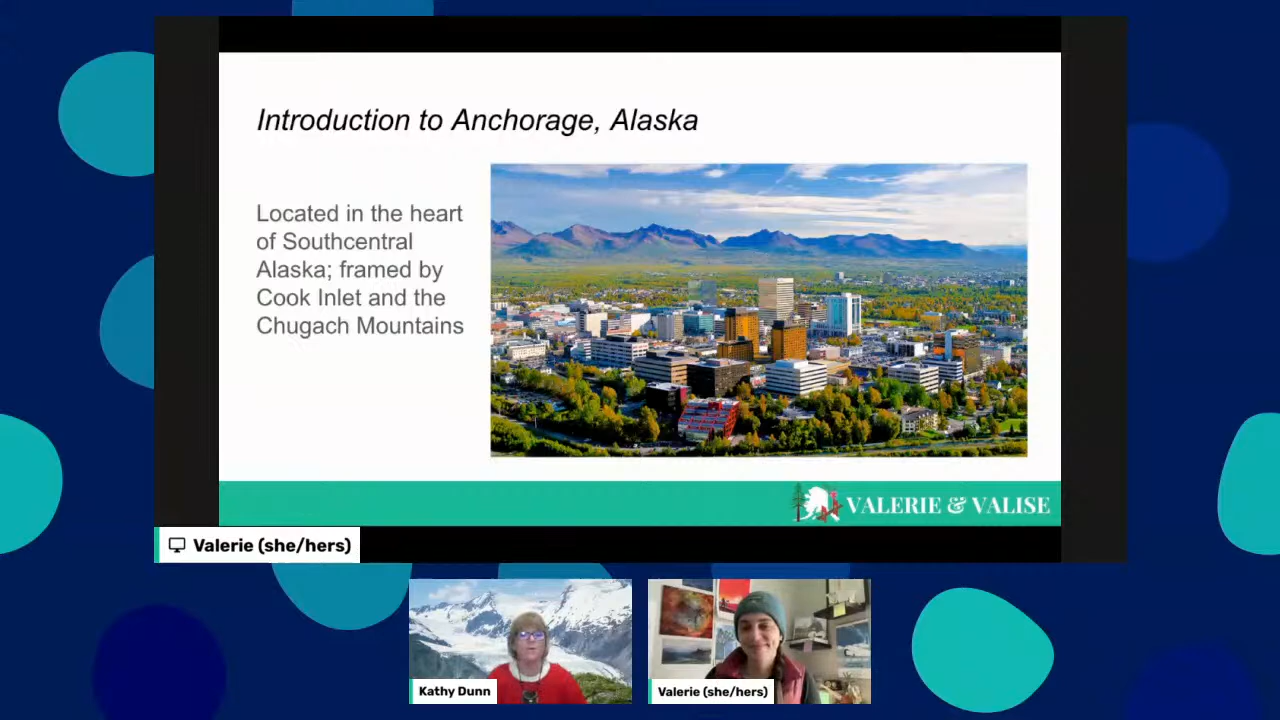 Introduction to Anchorage, Alaska
Located in the heart
of Southcentral
Alaska; framed by
Cook Inlet and the
Chugach Mountains
VALERIE & VALISE
Valerie (she/hers)
Kathy Dunn
Valerie (she/hers)